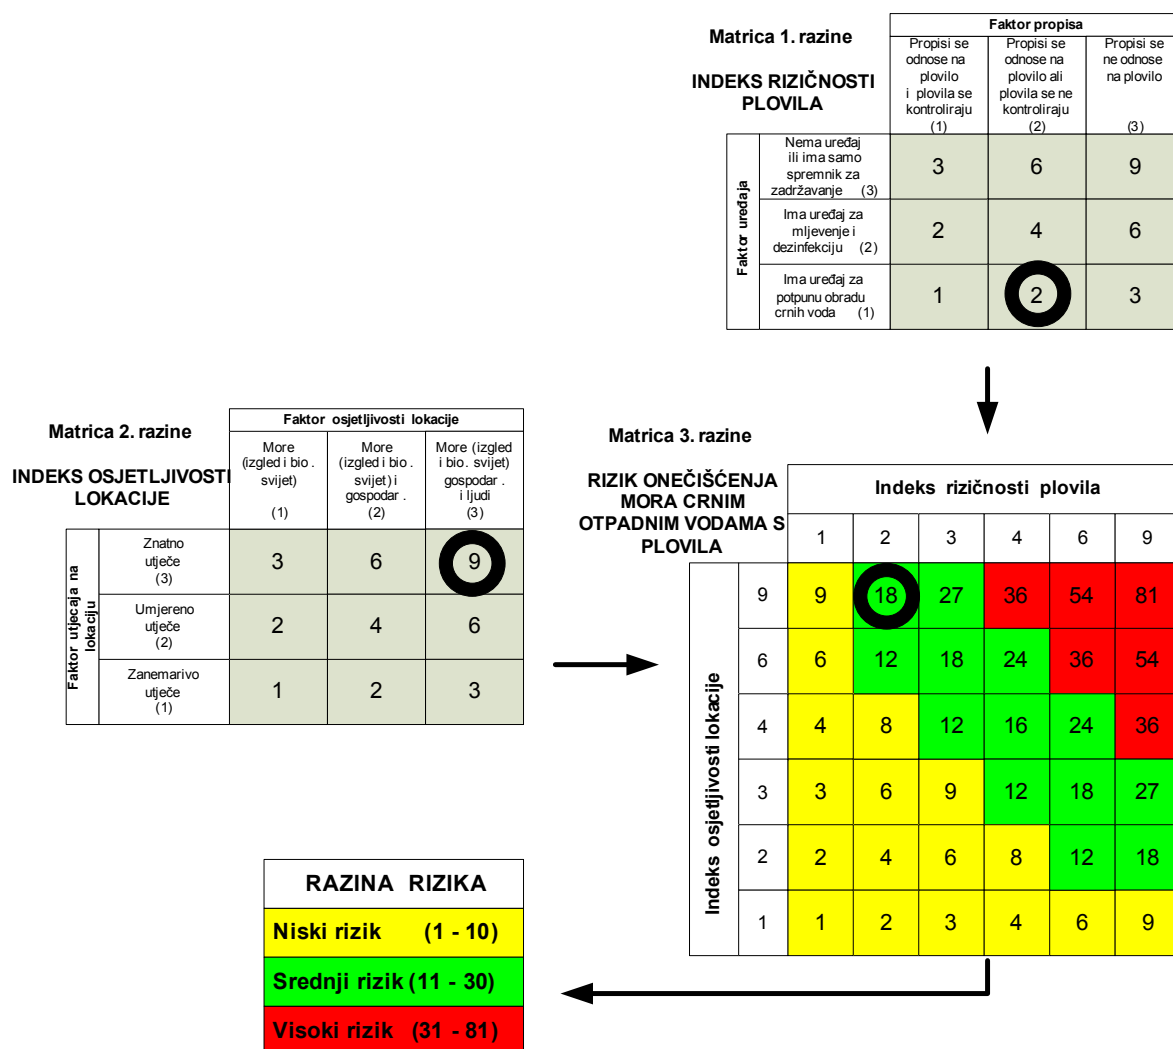 Matrica 1. razine
INDEKS RIZIČNOSTI
PLOVILA
Faktor propisa
Propisi se
odnose na
plovilo
i plovila se
kontroliraju
(1)
Propisi se
odnose na
plovilo ali
plovila se ne
kontroliraju
(2)
Propisi se
ne odnose
na plovilo
(3)
Faktor uređaja
Nema uređaj
ili ima samo
spremnik za
zadržavanje (3)
3 6 9
Ima uređaj za
mljevenje i
dezinfekciju (2)
2 4 6
Ima uređaj za
potpunu obradu
crnih voda (1)
1 2 3
Matrica 2. razine
INDEKS OSJETLJIVOSTI
LOKACIJE
Faktor osjetljivosti lokacije
More
(izgled i bio.
svijet)
(1)
More
(izgled i bio.
svijet) i
gospodar.
(2)
More (izgled
i bio. svijet)
gospodar.
i ljudi
(3)
Faktor utjecaja na
lokaciju
Znatno
utječe
(3)
3 6 9
Umjereno
utječe
(2)
2 4 6
Zanemarivo
utječe
(1)
1 2 3
Matrica 3. razine
RIZIK ONEČIŠĆENJA
MORA CRNIM
OTPADNIM VODAMA S
PLOVILA
Indeks rizičnosti plovila
1 2 3 4 6 9
Indeks osjetljivosti lokacije
9 9 18 27 36 54 81
6 6 12 18 24 36 54
4 4 8 12 16 24 36
3 3 6 9 12 18 27
2 2 4 6 8 12 18
1 1 2 3 4 6 9
RAZINA RIZIKA
Niski rizik (1 - 10)
Srednji rizik (11 - 30)
Visoki rizik (31 - 81)